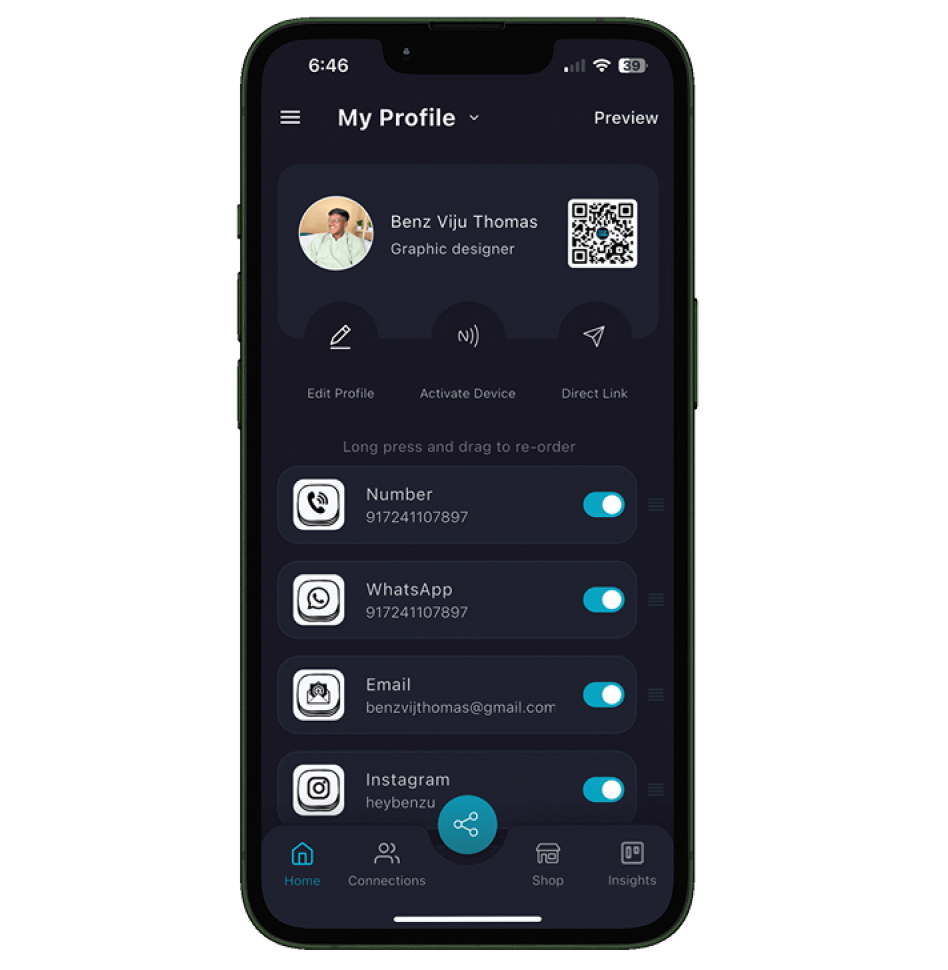 6:46
39
My Profile
Preview
Benz Viju Thomas
Graphic designer
Edit Profile
Activate Device
Direct Link
Long press and drag to re-order
Number
917241107897
WhatsApp
917241107897
Email
benzvijthomas@gmail.com
Instagram
heybenzu
Home
Connections
Shop
Insights